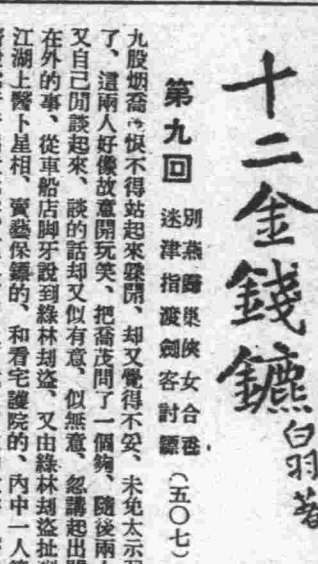 十二金錢鑣
白羽著
第九回
別燕歸巢俠女合巹
迷津指渡劍客討鏢
(五〇七)
九股烟喬、恨不得站起來躲開、却又覺得不妥、未免太示
了、這兩人好像故意開玩笑、把喬茂問了一個夠、隨後兩人
又自己閒談起來、談的話却又似有意、似無意、忽講起出
在外的事、從車船店脚牙說到綠林刦盜、又由綠林刦盜扯
江湖上醫卜星相、賣藝保鑣的、和看宅護院的、內中一人